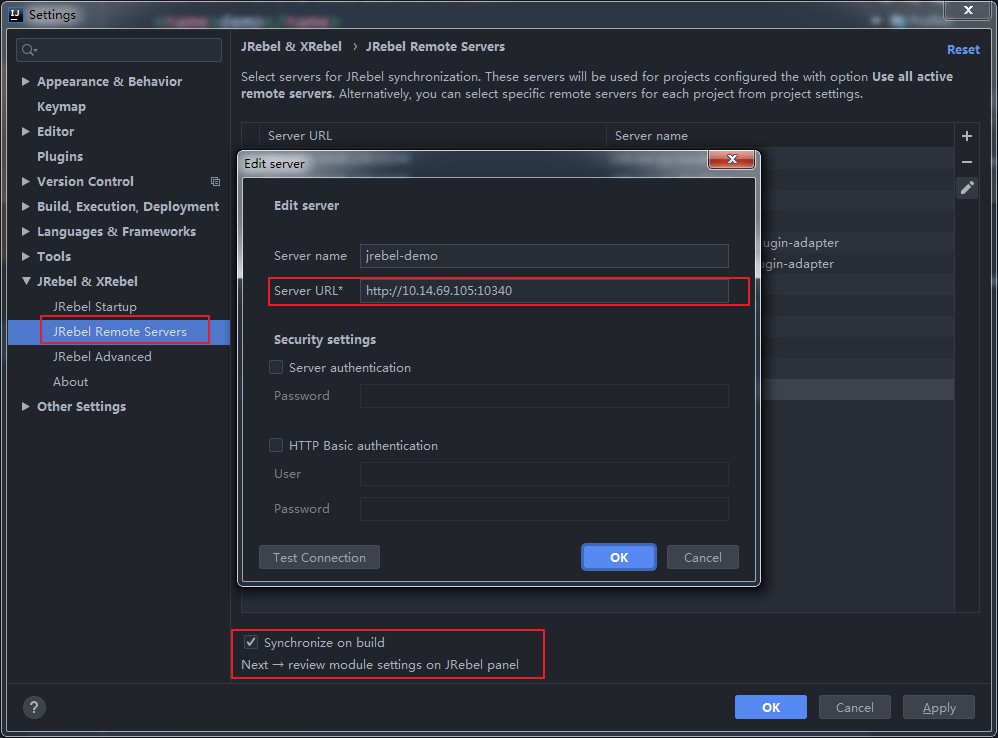 Settings
Appearance & Behavior
Keymap
Editor
Plugins
Version Control
Build, Execution, Deployment
Languages & Frameworks
Tools
JRebel & XRebel
JRebel Startup
JRebel Remote Servers
JRebel Advanced
About
Other Settings
JRebel & XRebel › JRebel Remote Servers
Reset
Select servers for JRebel synchronization. These servers will be used for projects configured the with option Use all active
remote servers. Alternatively, you can select specific remote servers for each project from project settings.
Server URL Server name
ugin-adapter
gin-adapter
Edit server
Edit server
Server name jrebel-demo
Server URL* http://10.14.69.105:10340
Security settings
Server authentication
Password
HTTP Basic authentication
User
Password
Test Connection OK Cancel
Synchronize on build
Next → review module settings on JRebel panel
? OK Cancel Apply